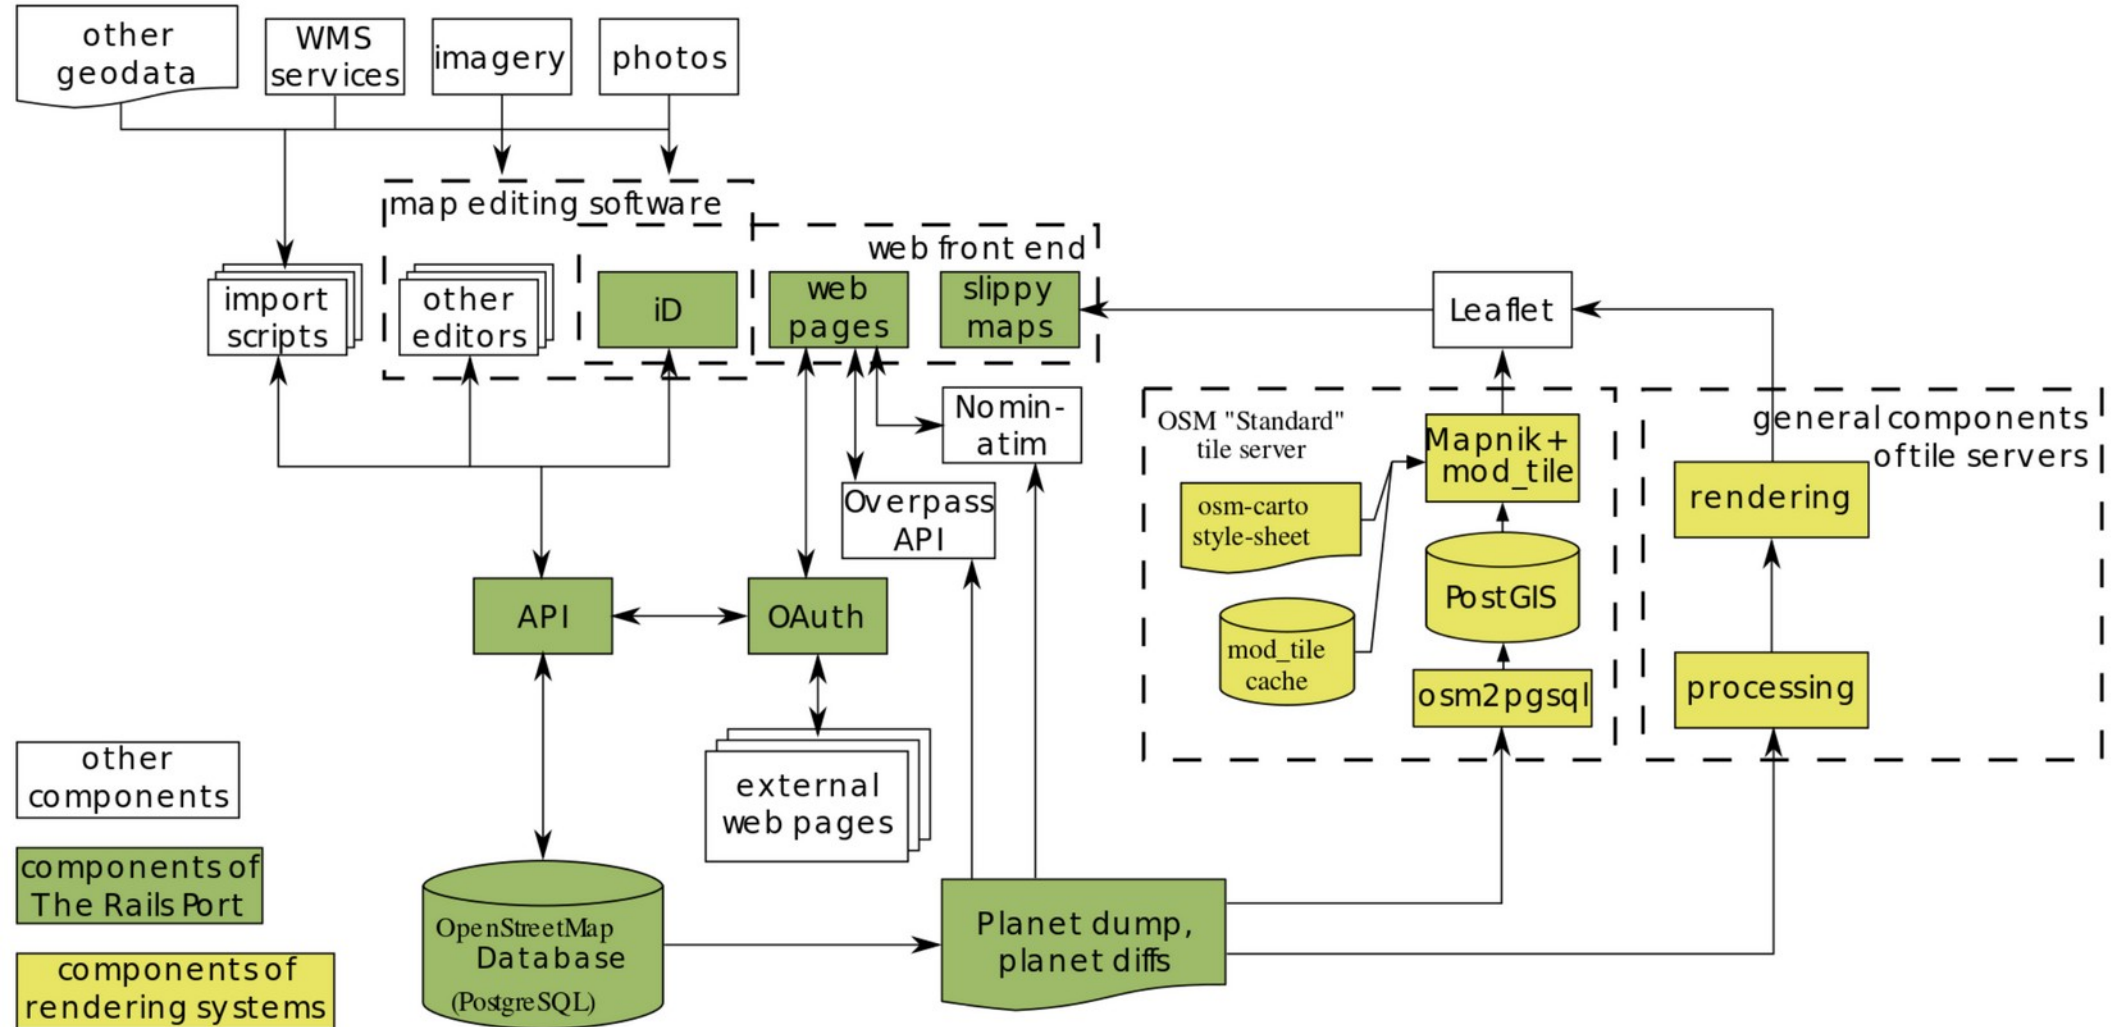 other
geodata
WMS
services
imagery
photos
map editing software
web front end
import
scripts
other
editors
iD
web
pages
slippy
maps
Leaflet
Nomin-
atim
OSM "Standard"
tile server
Mapnik+
mod_tile
general components
of tile servers
Overpass
API
osm-carto
style-sheet
rendering
PostGIS
API
OAuth
mod_tile
cache
osm2pgsql
processing
external
web pages
other
components
components of
The Rails Port
components of
rendering systems
OpenStreetMap
Database
(PostgreSQL)
Planet dump,
planet diffs